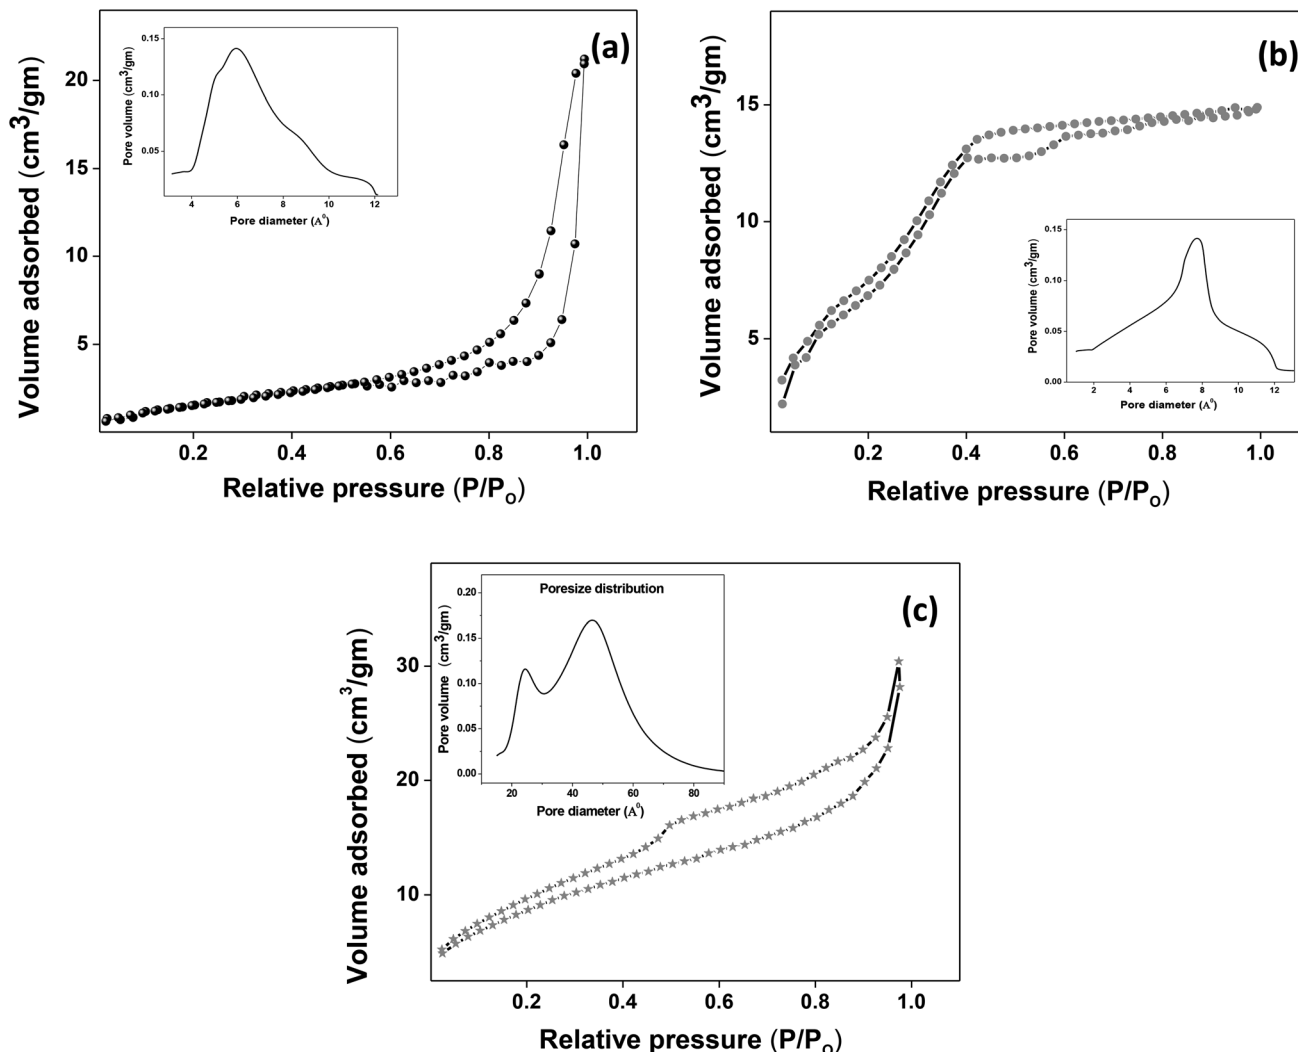 (a)
Volume adsorbed (cm³/gm)
20
15
10
5
0.2 0.4 0.6 0.8 1.0
Relative pressure (P/P₀)
Pore volume (cm³/gm)
0.15
0.10
0.05
4 6 8 10 12
Pore diameter (A⁰)
(b)
Volume adsorbed (cm³/gm)
15
10
5
0.2 0.4 0.6 0.8 1.0
Relative pressure (P/P₀)
Pore volume (cm³/gm)
0.15
0.10
0.05
0.00
2 4 6 8 10 12
Pore diameter (A⁰)
(c)
Volume adsorbed (cm³/gm)
30
20
10
0.2 0.4 0.6 0.8 1.0
Relative pressure (P/P₀)
Poresize distribution
Pore volume (cm³/gm)
0.20
0.15
0.10
0.05
0.00
20 40 60 80
Pore diameter (A⁰)